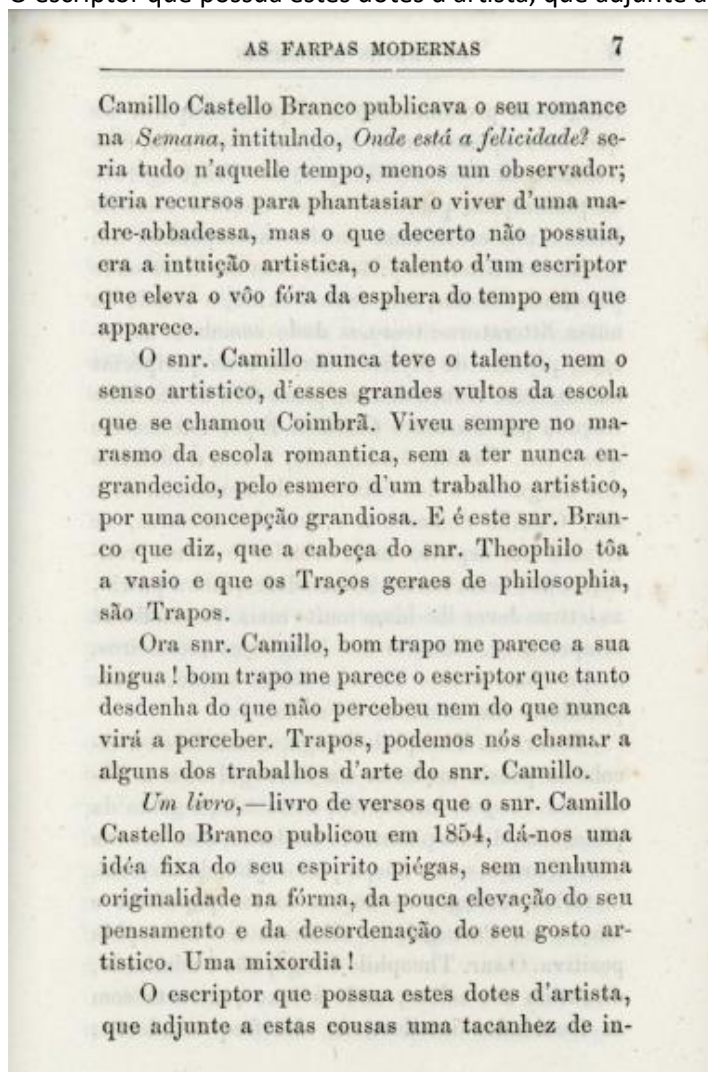 O escriptor que possua estes dotes d'artista, que adjunte a
AS FARPAS MODERNAS 7
Camillo Castello Branco publicava o seu romance
na Semana, intitulado, Onde está a felicidade? se-
ria tudo n'aquelle tempo, menos um observador;
teria recursos para phantasiar o viver d'uma ma-
dre-abbadessa, mas o que decerto não possuia,
era a intuição artistica, o talento d'um escriptor
que eleva o vôo fóra da esphera do tempo em que
apparece.
O snr. Camillo nunca teve o talento, nem o
senso artistico, d'esses grandes vultos da escola
que se chamou Coimbrã. Viveu sempre no ma-
rasmo da escola romantica, sem a ter nunca en-
grandecido, pelo esmero d'um trabalho artistico,
por uma concepção grandiosa. E é este snr. Bran-
co que diz, que a cabeça do snr. Theophilo tôa
a vasio e que os Traços geraes de philosophia,
são Trapos.
Ora snr. Camillo, bom trapo me parece a sua
lingua! bom trapo me parece o escriptor que tanto
desdenha do que não percebeu nem do que nunca
virá a perceber. Trapos, podemos nós chamar a
alguns dos trabalhos d'arte do snr. Camillo.
Um livro,—livro de versos que o snr. Camillo
Castello Branco publicou em 1854, dá-nos uma
idéa fixa do seu espirito piégas, sem nenhuma
originalidade na fórma, da pouca elevação do seu
pensamento e da desordenação do seu gosto ar-
tistico. Uma mixordia!
O escriptor que possua estes dotes d'artista,
que adjunte a estas cousas uma tacanhez de in-